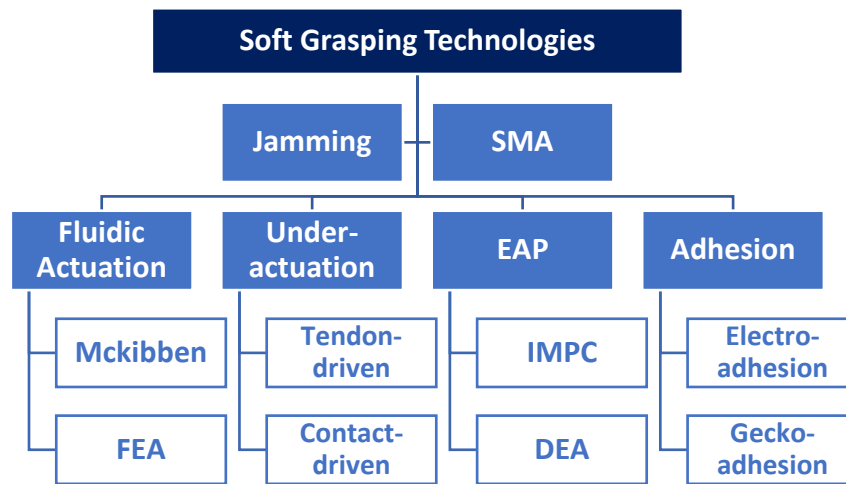 Soft Grasping Technologies
Jamming
SMA
Fluidic
Actuation
Under-
actuation
EAP
Adhesion
Mckibben
Tendon-
driven
IMPC
Electro-
adhesion
FEA
Contact-
driven
DEA
Gecko-
adhesion